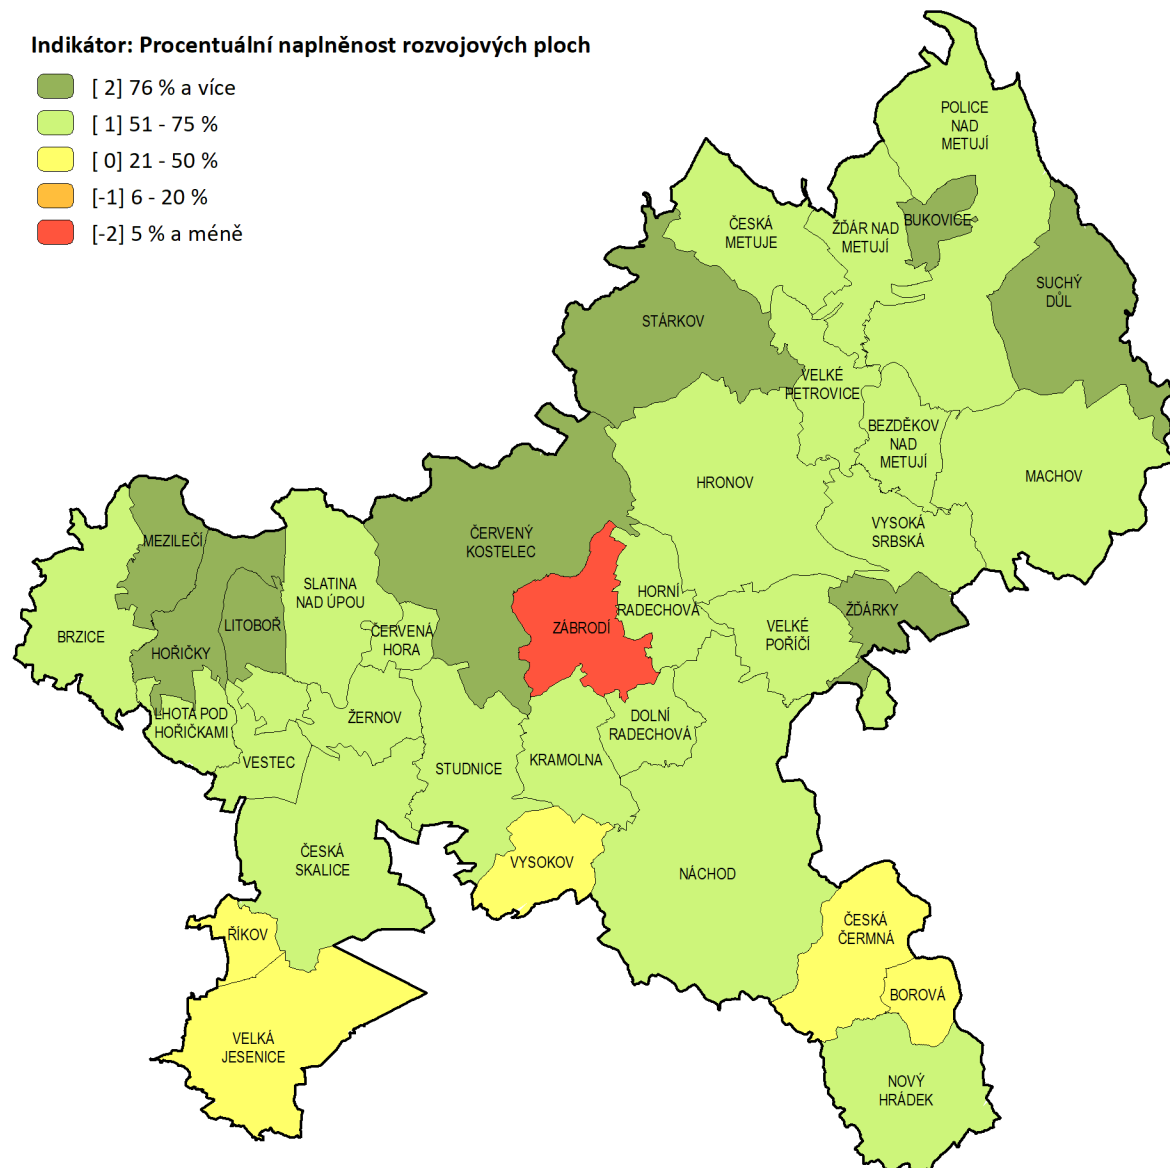 Indikátor: Procentuální naplněnost rozvojových ploch
[ 2] 76 % a více
[ 1] 51 - 75 %
[ 0] 21 - 50 %
[-1] 6 - 20 %
[-2] 5 % a méně
POLICE
NAD
METUJÍ
ČESKÁ
METUJE
ŽĎÁR NAD
METUJÍ
BUKOVICE
SUCHÝ
DŮL
STÁRKOV
VELKÉ
PETROVICE
BEZDĚKOV
NAD
METUJÍ
MACHOV
HRONOV
VYSOKÁ
SRBSKÁ
ČERVENÝ
KOSTELEC
MEZILEČÍ
SLATINA
NAD ÚPOU
HORNÍ
RADECHOVÁ
ŽĎÁRKY
BRZICE
LITOBOŘ
ČERVENÁ
HORA
ZÁBRODÍ
VELKÉ
POŘÍČÍ
HOŘIČKY
LHOTA POD
HOŘIČKAMI
ŽERNOV
DOLNÍ
RADECHOVÁ
VESTEC
STUDNICE
KRAMOLNA
ČESKÁ
SKALICE
VYSOKOV
NÁCHOD
ŘÍKOV
ČESKÁ
ČERMNÁ
BOROVÁ
VELKÁ
JESENICE
NOVÝ
HRÁDEK